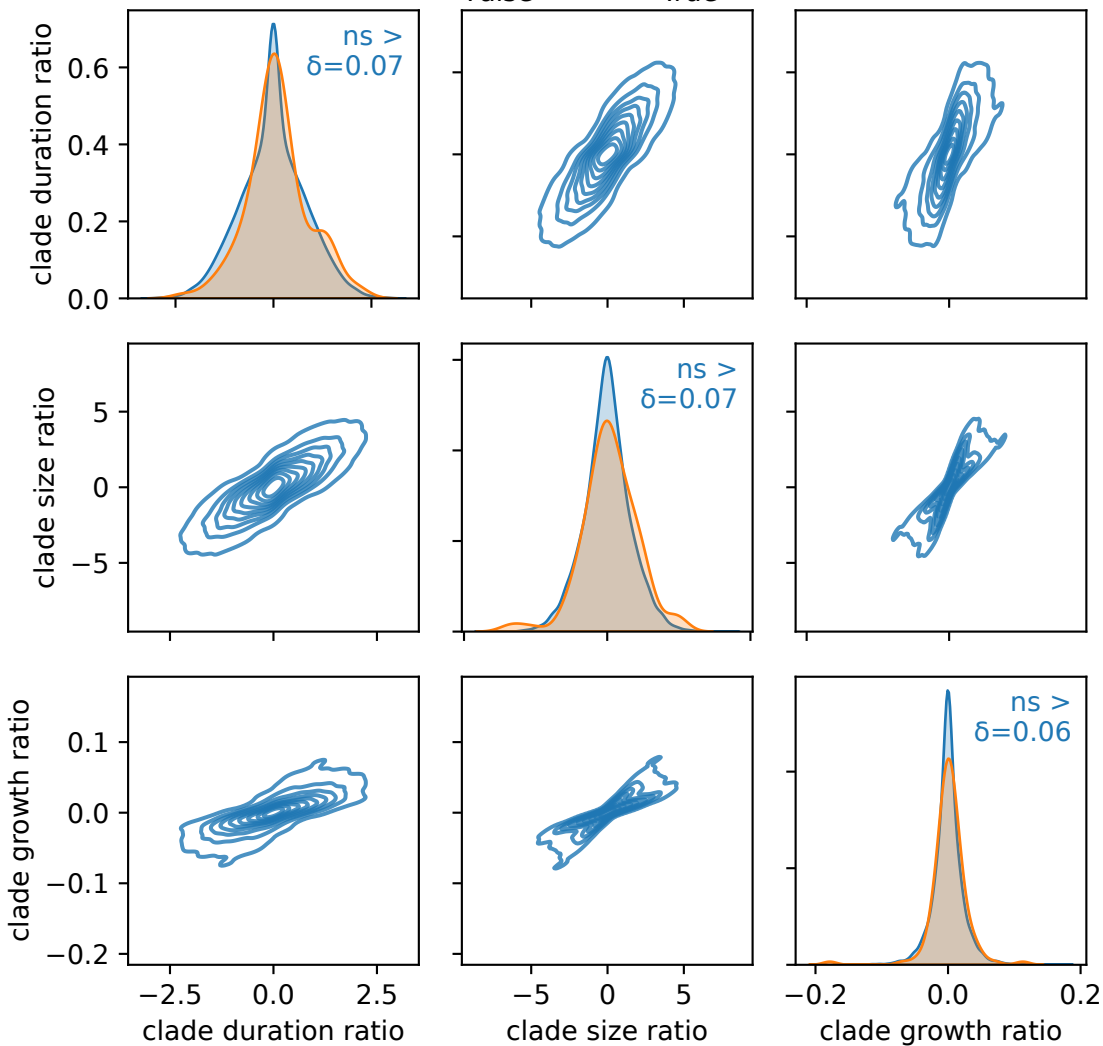 False True
clade duration ratio
0.6
0.4
0.2
0.0
ns >
δ=0.07
clade size ratio
5
0
−5
ns >
δ=0.07
clade growth ratio
0.1
0.0
−0.1
−0.2
ns >
δ=0.06
−2.5 0.0 2.5
−5 0 5
−0.2 0.0 0.2
clade duration ratio
clade size ratio
clade growth ratio